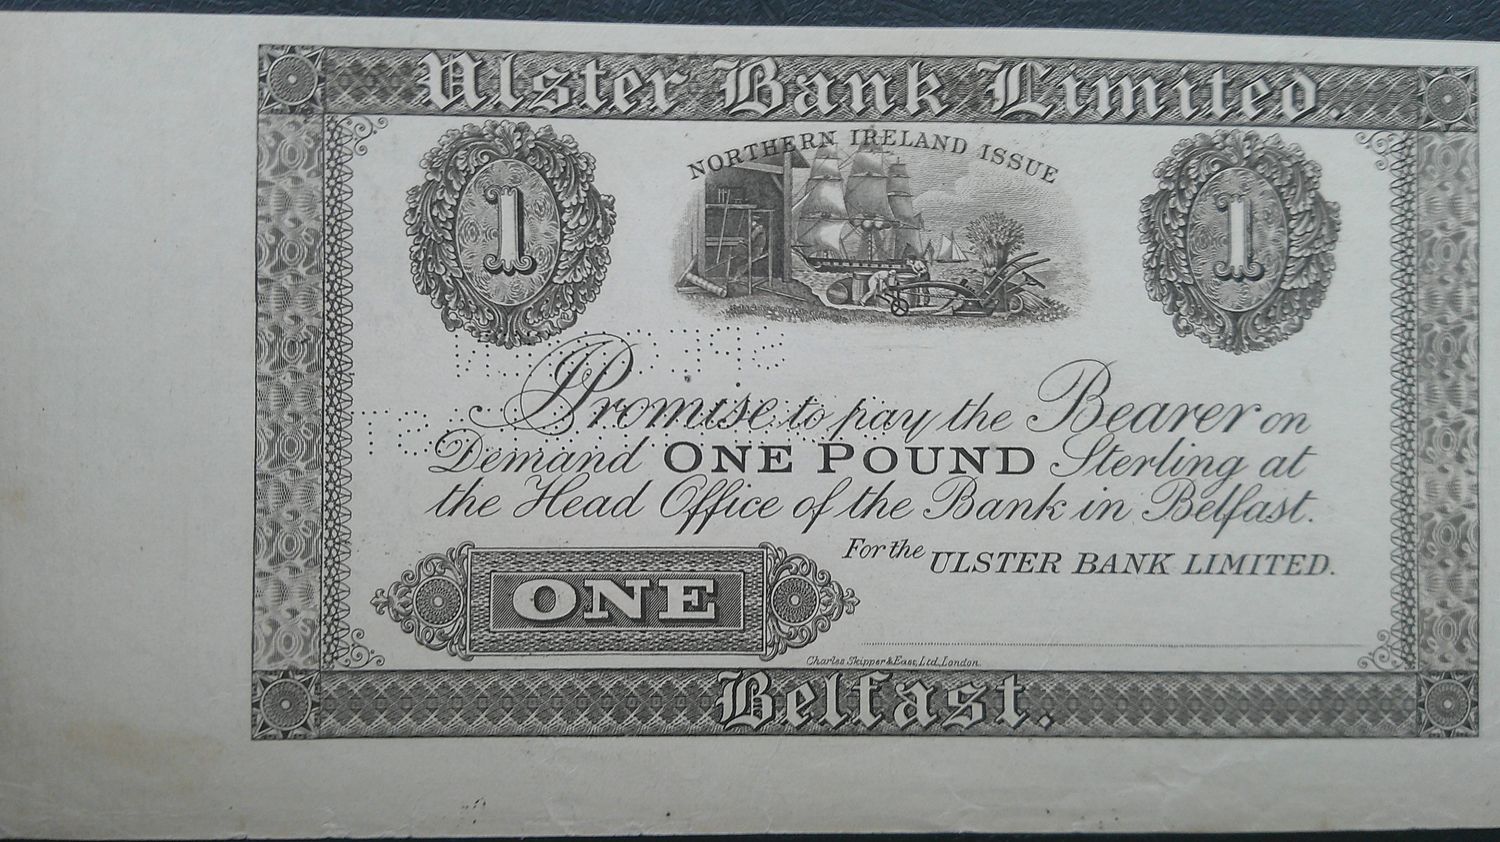 Ulster Bank Limited.
NORTHERN IRELAND ISSUE
1 1
Promise to pay the Bearer on
Demand ONE POUND Sterling at
the Head Office of the Bank in Belfast.
For the ULSTER BANK LIMITED.
ONE
Charles Skipper & East, Ltd, London.
Belfast.